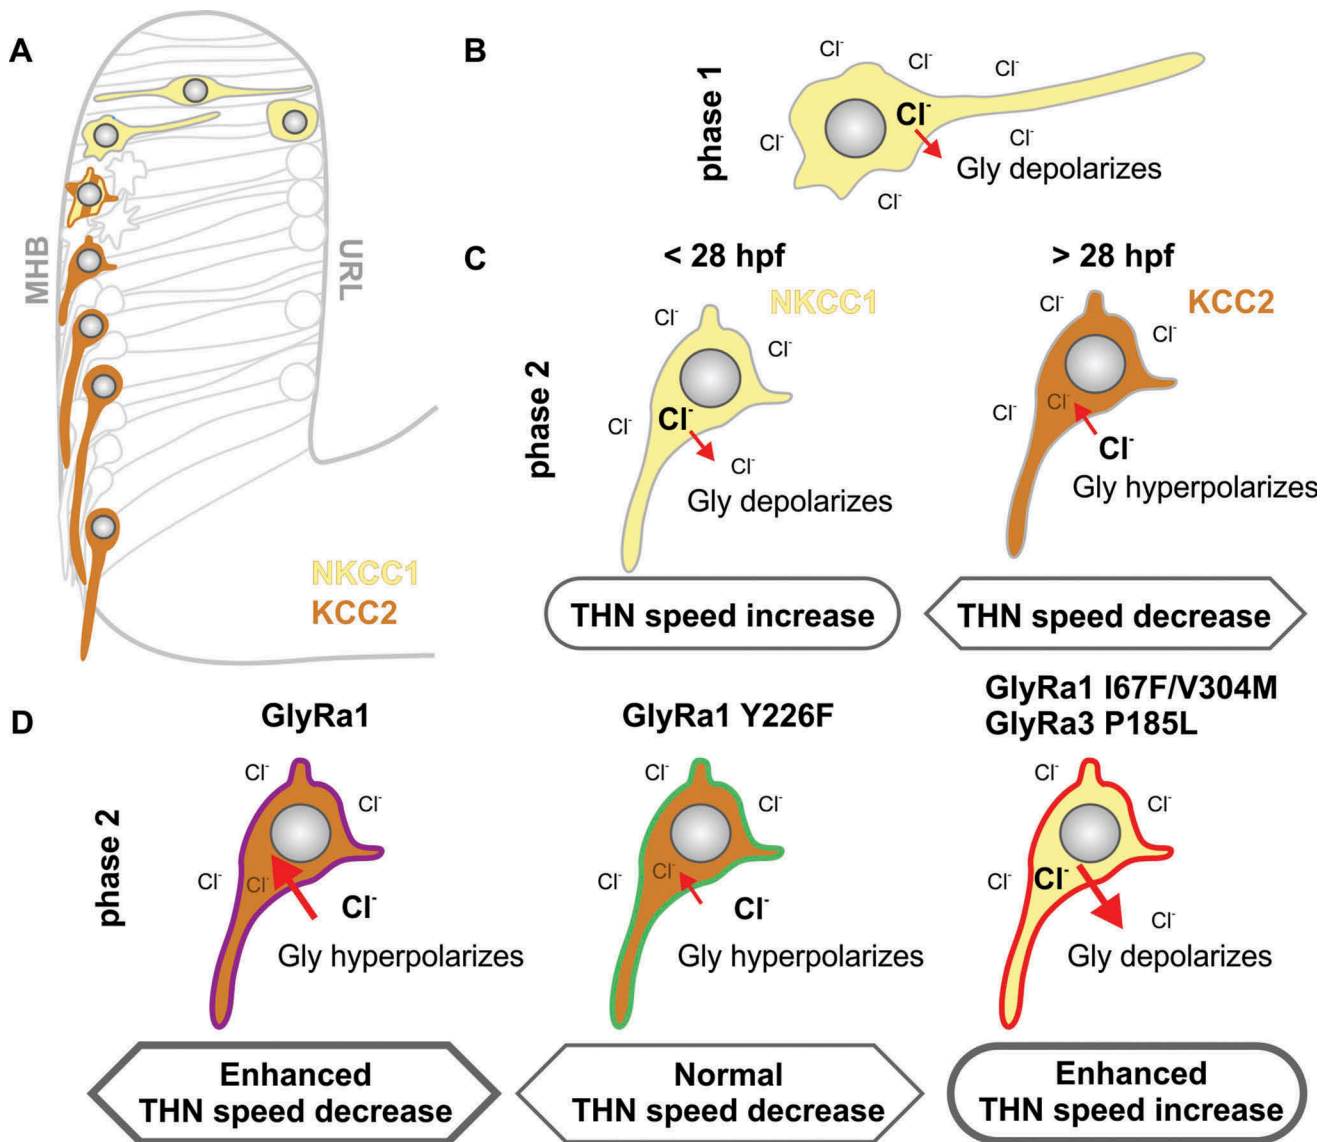 A
MHB
URL
NKCC1
KCC2
B
phase 1
Cl⁻
Cl⁻
Cl⁻
Cl⁻
Cl⁻
Cl⁻
Cl⁻
Gly depolarizes
C
phase 2
< 28 hpf
NKCC1
Cl⁻
Cl⁻
Cl⁻
Cl⁻
Cl⁻
Gly depolarizes
THN speed increase
> 28 hpf
KCC2
Cl⁻
Cl⁻
Cl⁻
Cl⁻
Cl⁻
Gly hyperpolarizes
THN speed decrease
D
phase 2
GlyRa1
Cl⁻
Cl⁻
Cl⁻
Cl⁻
Cl⁻
Gly hyperpolarizes
Enhanced
THN speed decrease
GlyRa1 Y226F
Cl⁻
Cl⁻
Cl⁻
Cl⁻
Cl⁻
Gly hyperpolarizes
Normal
THN speed decrease
GlyRa1 I67F/V304M
GlyRa3 P185L
Cl⁻
Cl⁻
Cl⁻
Cl⁻
Cl⁻
Gly depolarizes
Enhanced
THN speed increase